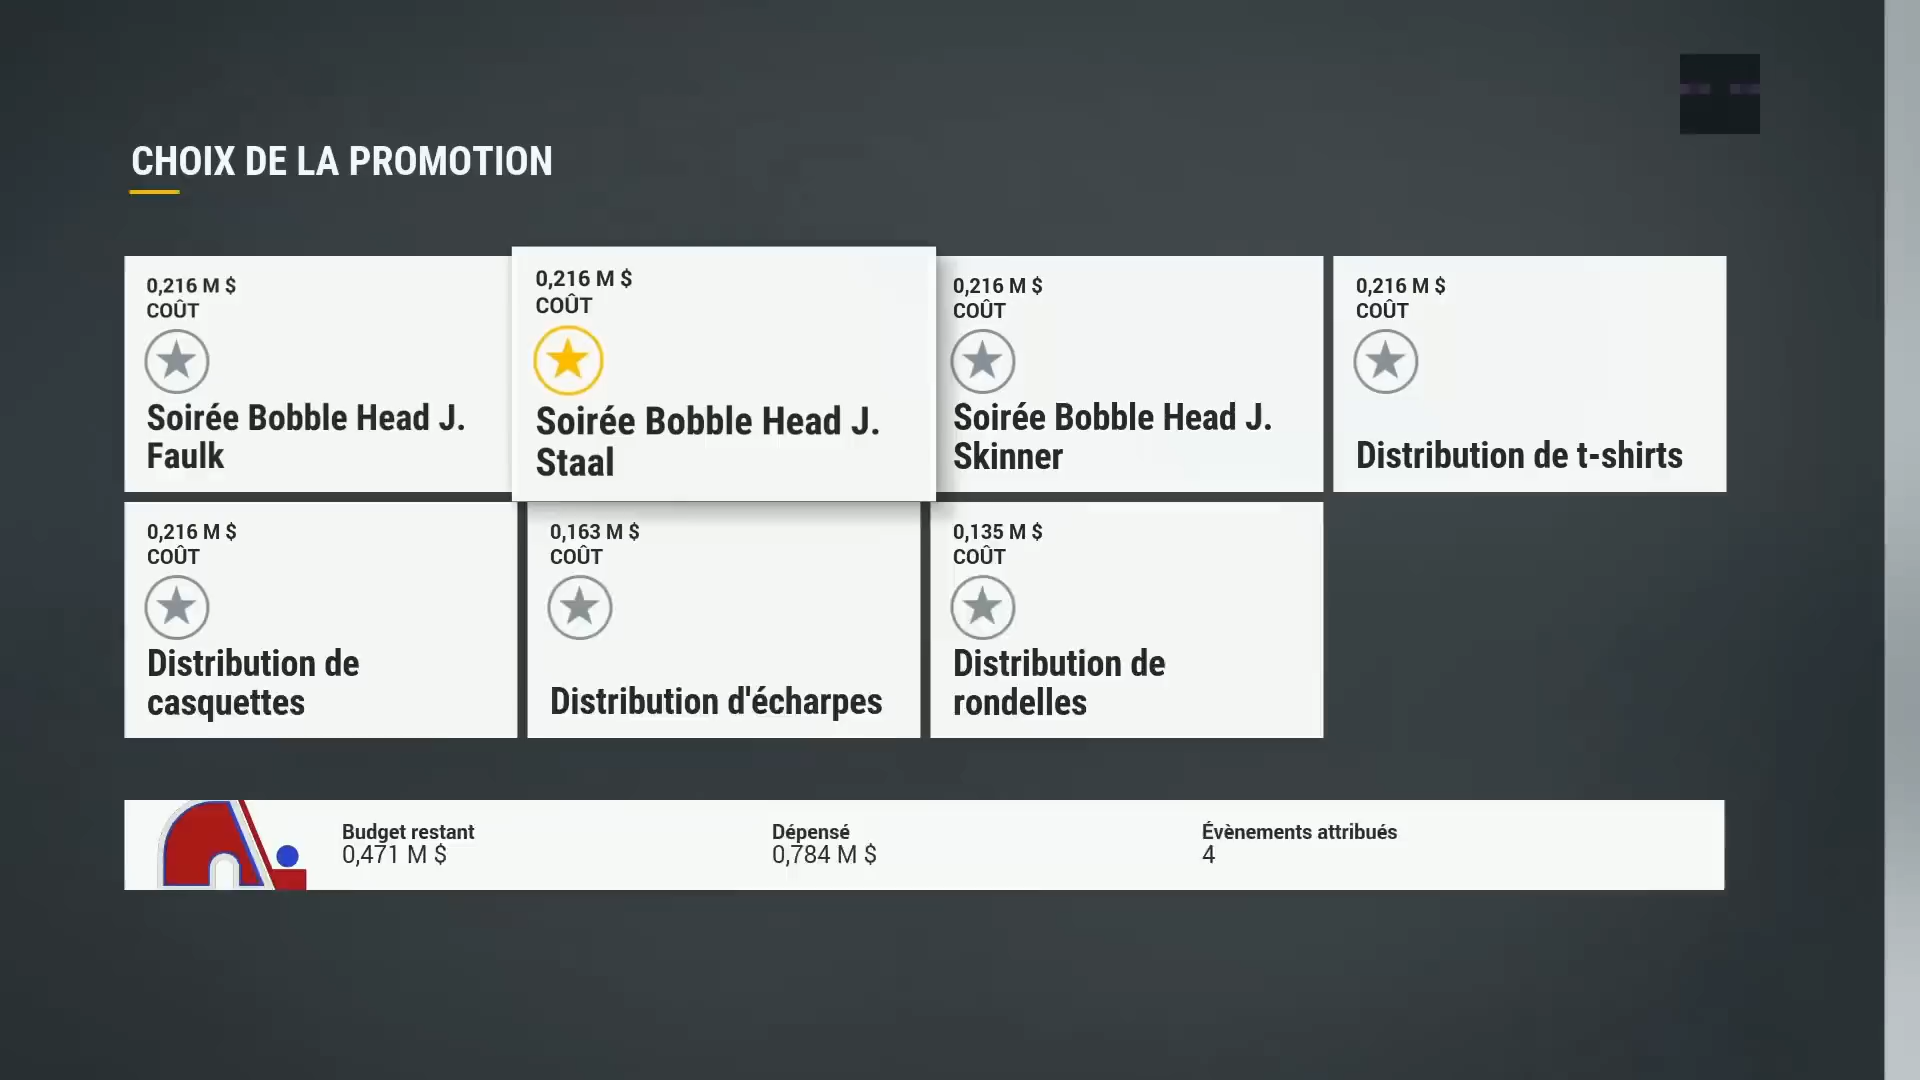 CHOIX DE LA PROMOTION
0,216 M $
COÛT
Soirée Bobble Head J.
Faulk
0,216 M $
COÛT
Soirée Bobble Head J.
Staal
0,216 M $
COÛT
Soirée Bobble Head J.
Skinner
0,216 M $
COÛT
Distribution de t-shirts
0,216 M $
COÛT
Distribution de
casquettes
0,163 M $
COÛT
Distribution d'écharpes
0,135 M $
COÛT
Distribution de
rondelles
Budget restant
0,471 M $
Dépensé
0,784 M $
Évènements attribués
4